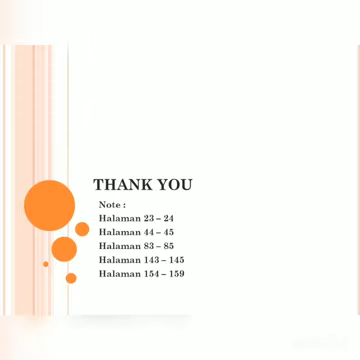 THANK YOU
Note :
Halaman 23 – 24
Halaman 44 – 45
Halaman 83 – 85
Halaman 143 – 145
Halaman 154 – 159